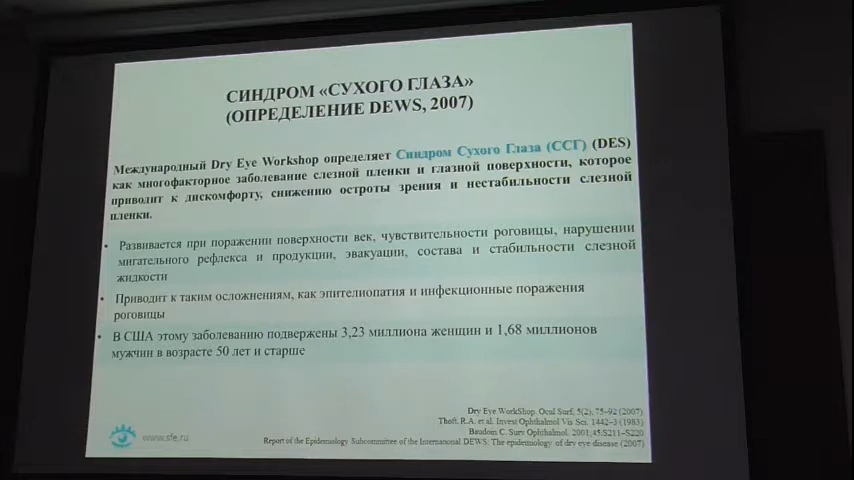 СИНДРОМ «СУХОГО ГЛАЗА»
(ОПРЕДЕЛЕНИЕ DEWS, 2007)
Международный Dry Eye Workshop определяет Синдром Сухого Глаза (ССГ) (DES)
как многофакторное заболевание слезной пленки и глазной поверхности, которое
приводит к дискомфорту, снижению остроты зрения и нестабильности слезной
пленки.
• Развивается при поражении поверхности век, чувствительности роговицы, нарушении
мигательного рефлекса и продукции, эвакуации, состава и стабильности слезной
жидкости
• Приводит к таким осложнениям, как эпителиопатия и инфекционные поражения
роговицы
• В США этому заболеванию подвержены 3,23 миллиона женщин и 1,68 миллионов
мужчин в возрасте 50 лет и старше
Dry Eye WorkShop. Ocul Surf, 5(2), 75–92 (2007)
Thoft. R.A. et al. Invest Ophthalmol Vis Sci. 1442–3 (1983)
Baudoin C. Surv Ophthalmol. 2001;45:S211–S220
Report of the Epidemiology Subcommittee of the International DEWS: The epidemiology of dry eye disease (2007)
www.sfe.ru